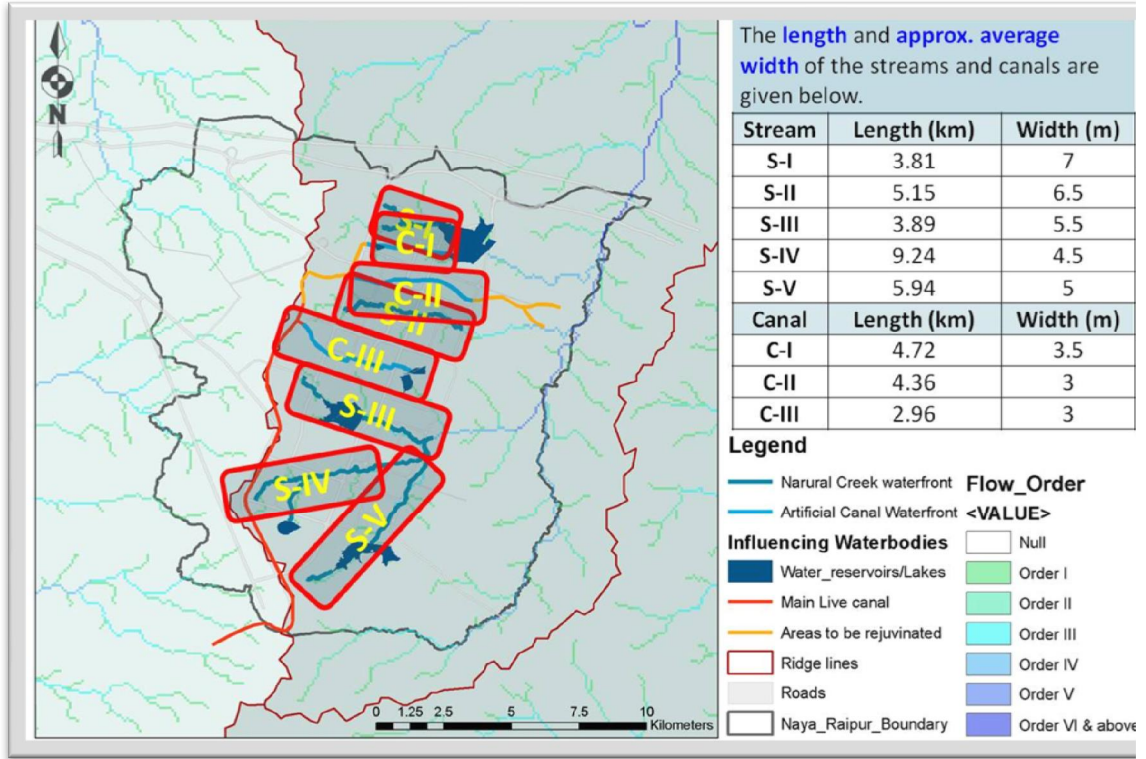 N
S-I
C-I
C-II
S-II
C-III
S-III
S-IV
S-V
0 1.25 2.5 5 7.5 10
Kilometers
The length and approx. average
width of the streams and canals are
given below.
Stream Length (km) Width (m)
S-I 3.81 7
S-II 5.15 6.5
S-III 3.89 5.5
S-IV 9.24 4.5
S-V 5.94 5
Canal Length (km) Width (m)
C-I 4.72 3.5
C-II 4.36 3
C-III 2.96 3
Legend
Narural Creek waterfront
Artificial Canal Waterfront
Influencing Waterbodies
Water_reservoirs/Lakes
Main Live canal
Areas to be rejuvinated
Ridge lines
Roads
Naya_Raipur_Boundary
Flow_Order
<VALUE>
Null
Order I
Order II
Order III
Order IV
Order V
Order VI & above